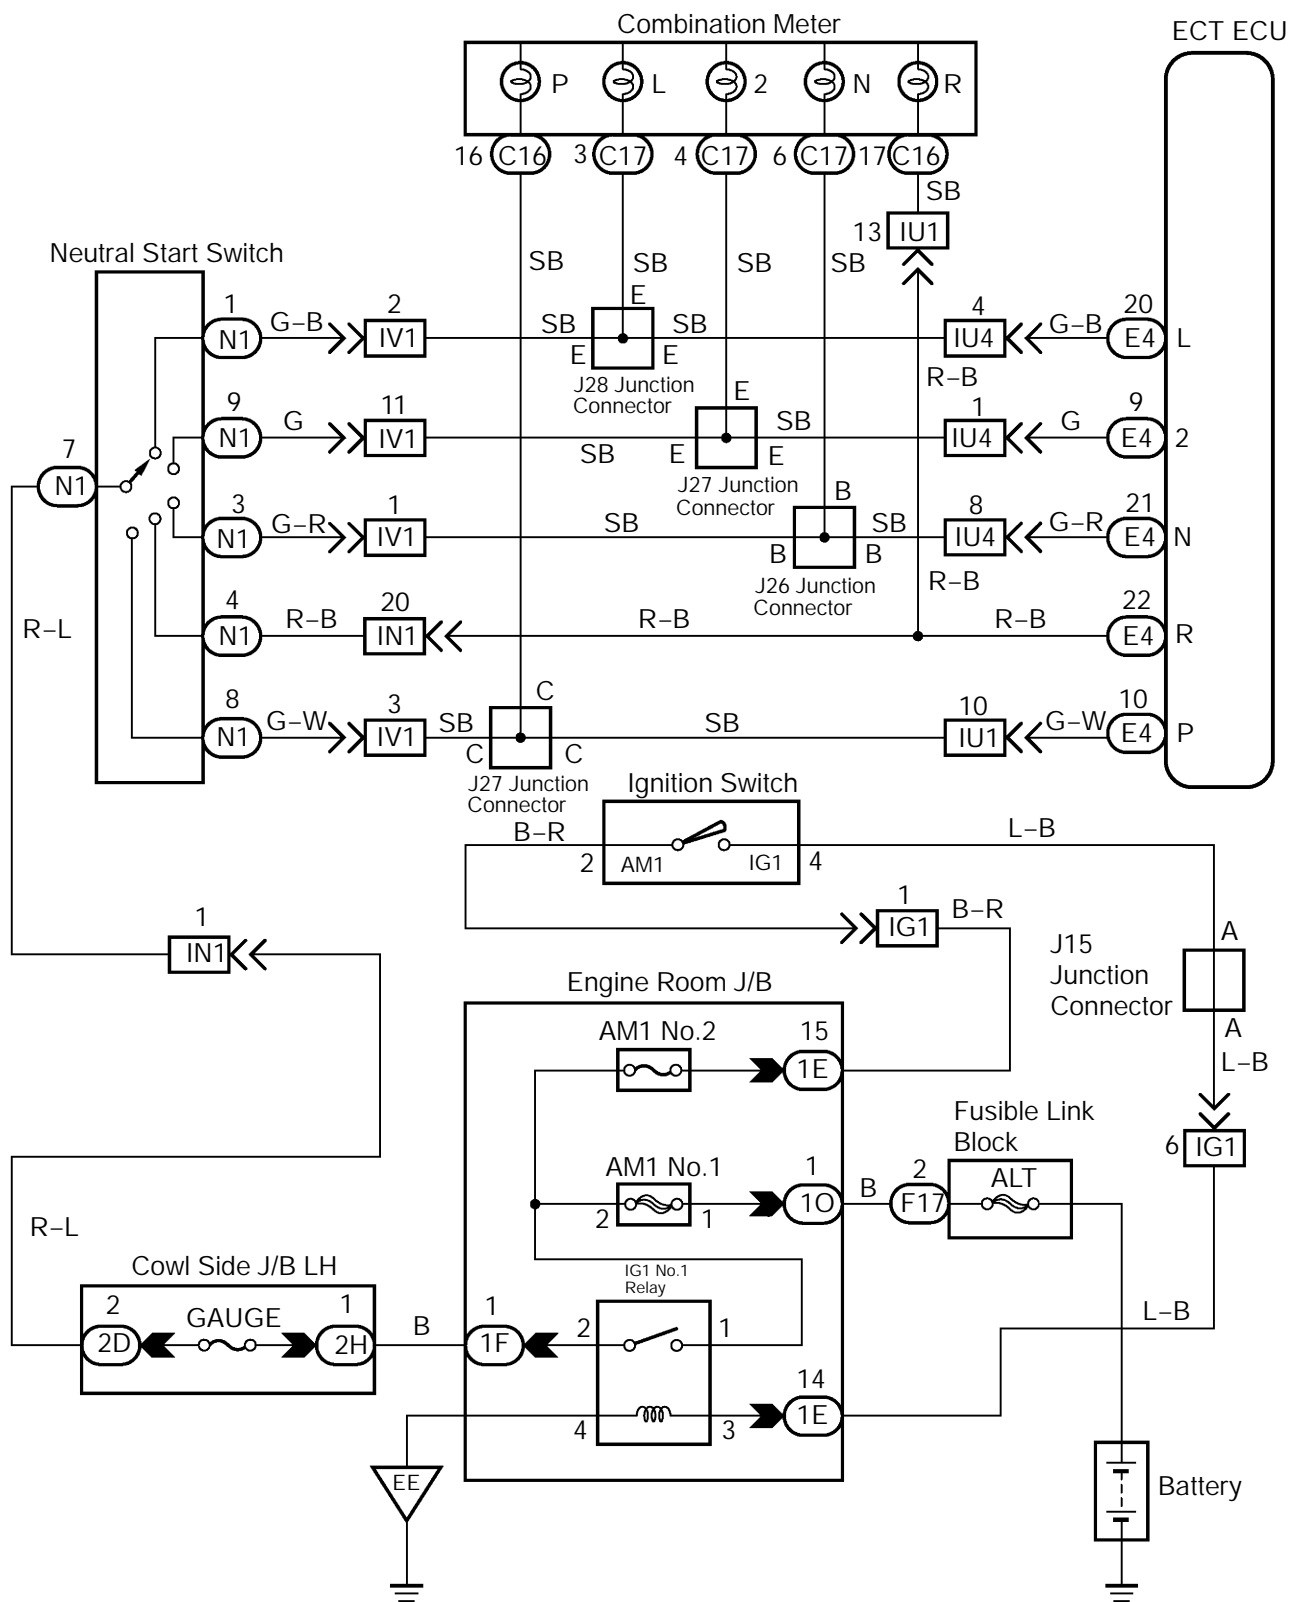 Combination Meter
ECT ECU
P L 2 N R
16 C16 3 C17 4 C17 6 C17 17 C16
SB
13 IU1
Neutral Start Switch
SB SB SB SB
E
1 2 4 20
N1 G–B IV1 SB SB IU4 G–B E4 L
E E
J28 Junction
Connector
R–B
E
9 11 1 9
N1 G IV1 SB SB IU4 G E4 2
E E
J27 Junction
Connector
7
N1
B
3 1 8 21
N1 G–R IV1 SB SB IU4 G–R E4 N
B B
J26 Junction
Connector
R–B
4 20 22
N1 R–B IN1 R–B R–B E4 R
R–L
C
8 3 10 10
N1 G–W IV1 SB SB IU1 G–W E4 P
C C
J27 Junction
Connector
Ignition Switch
B–R L–B
2 AM1 IG1 4
1
IG1 B–R
1
IN1
A
J15
Junction
Connector
A
L–B
Engine Room J/B
AM1 No.2 15
1E
Fusible Link
Block
6 IG1
AM1 No.1 1
2 1 1O B 2 F17 ALT
R–L
Cowl Side J/B LH
IG1 No.1
Relay
2 GAUGE 1
2D 2H B 1 1F 2 1
L–B
14
4 3 1E
EE
Battery